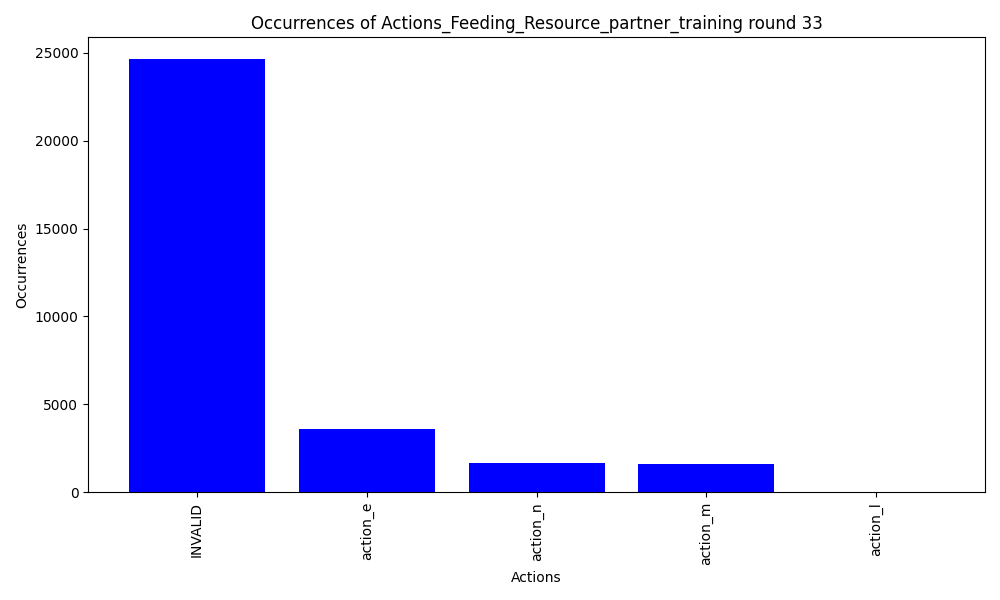 Occurrences of Actions_Feeding_Resource_partner_training round 33
25000
20000
15000
10000
5000
0
Occurrences
INVALID
action_e
action_n
action_m
action_l
Actions